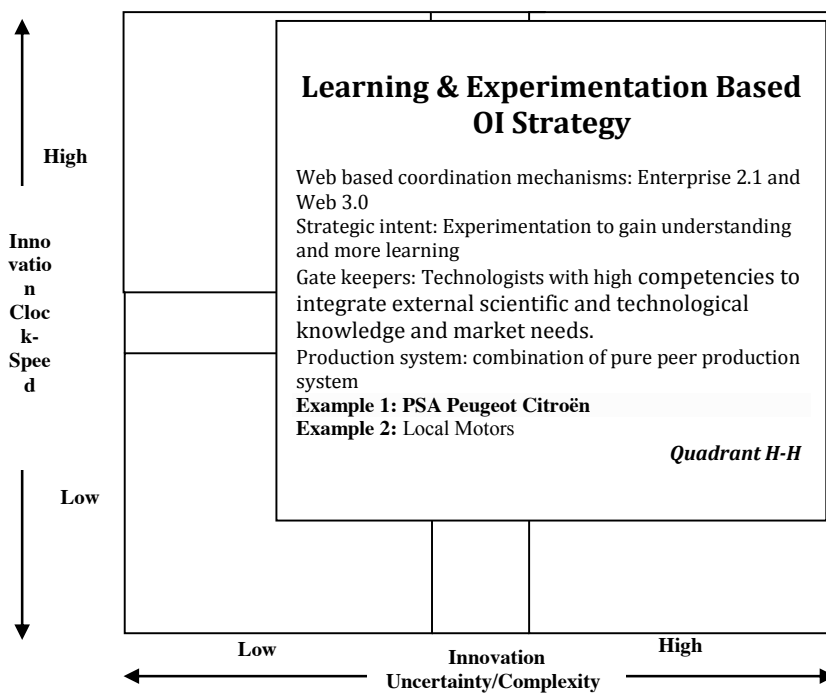 Learning & Experimentation Based
OI Strategy
High
Web based coordination mechanisms: Enterprise 2.1 and
Web 3.0
Strategic intent: Experimentation to gain understanding
and more learning
Gate keepers: Technologists with high competencies to
integrate external scientific and technological
knowledge and market needs.
Production system: combination of pure peer production
system
Example 1: PSA Peugeot Citroën
Example 2: Local Motors
Quadrant H-H
Inno
vatio
n
Cloc
k-
Spee
d
Low
Low
Innovation
Uncertainty/Complexity
High